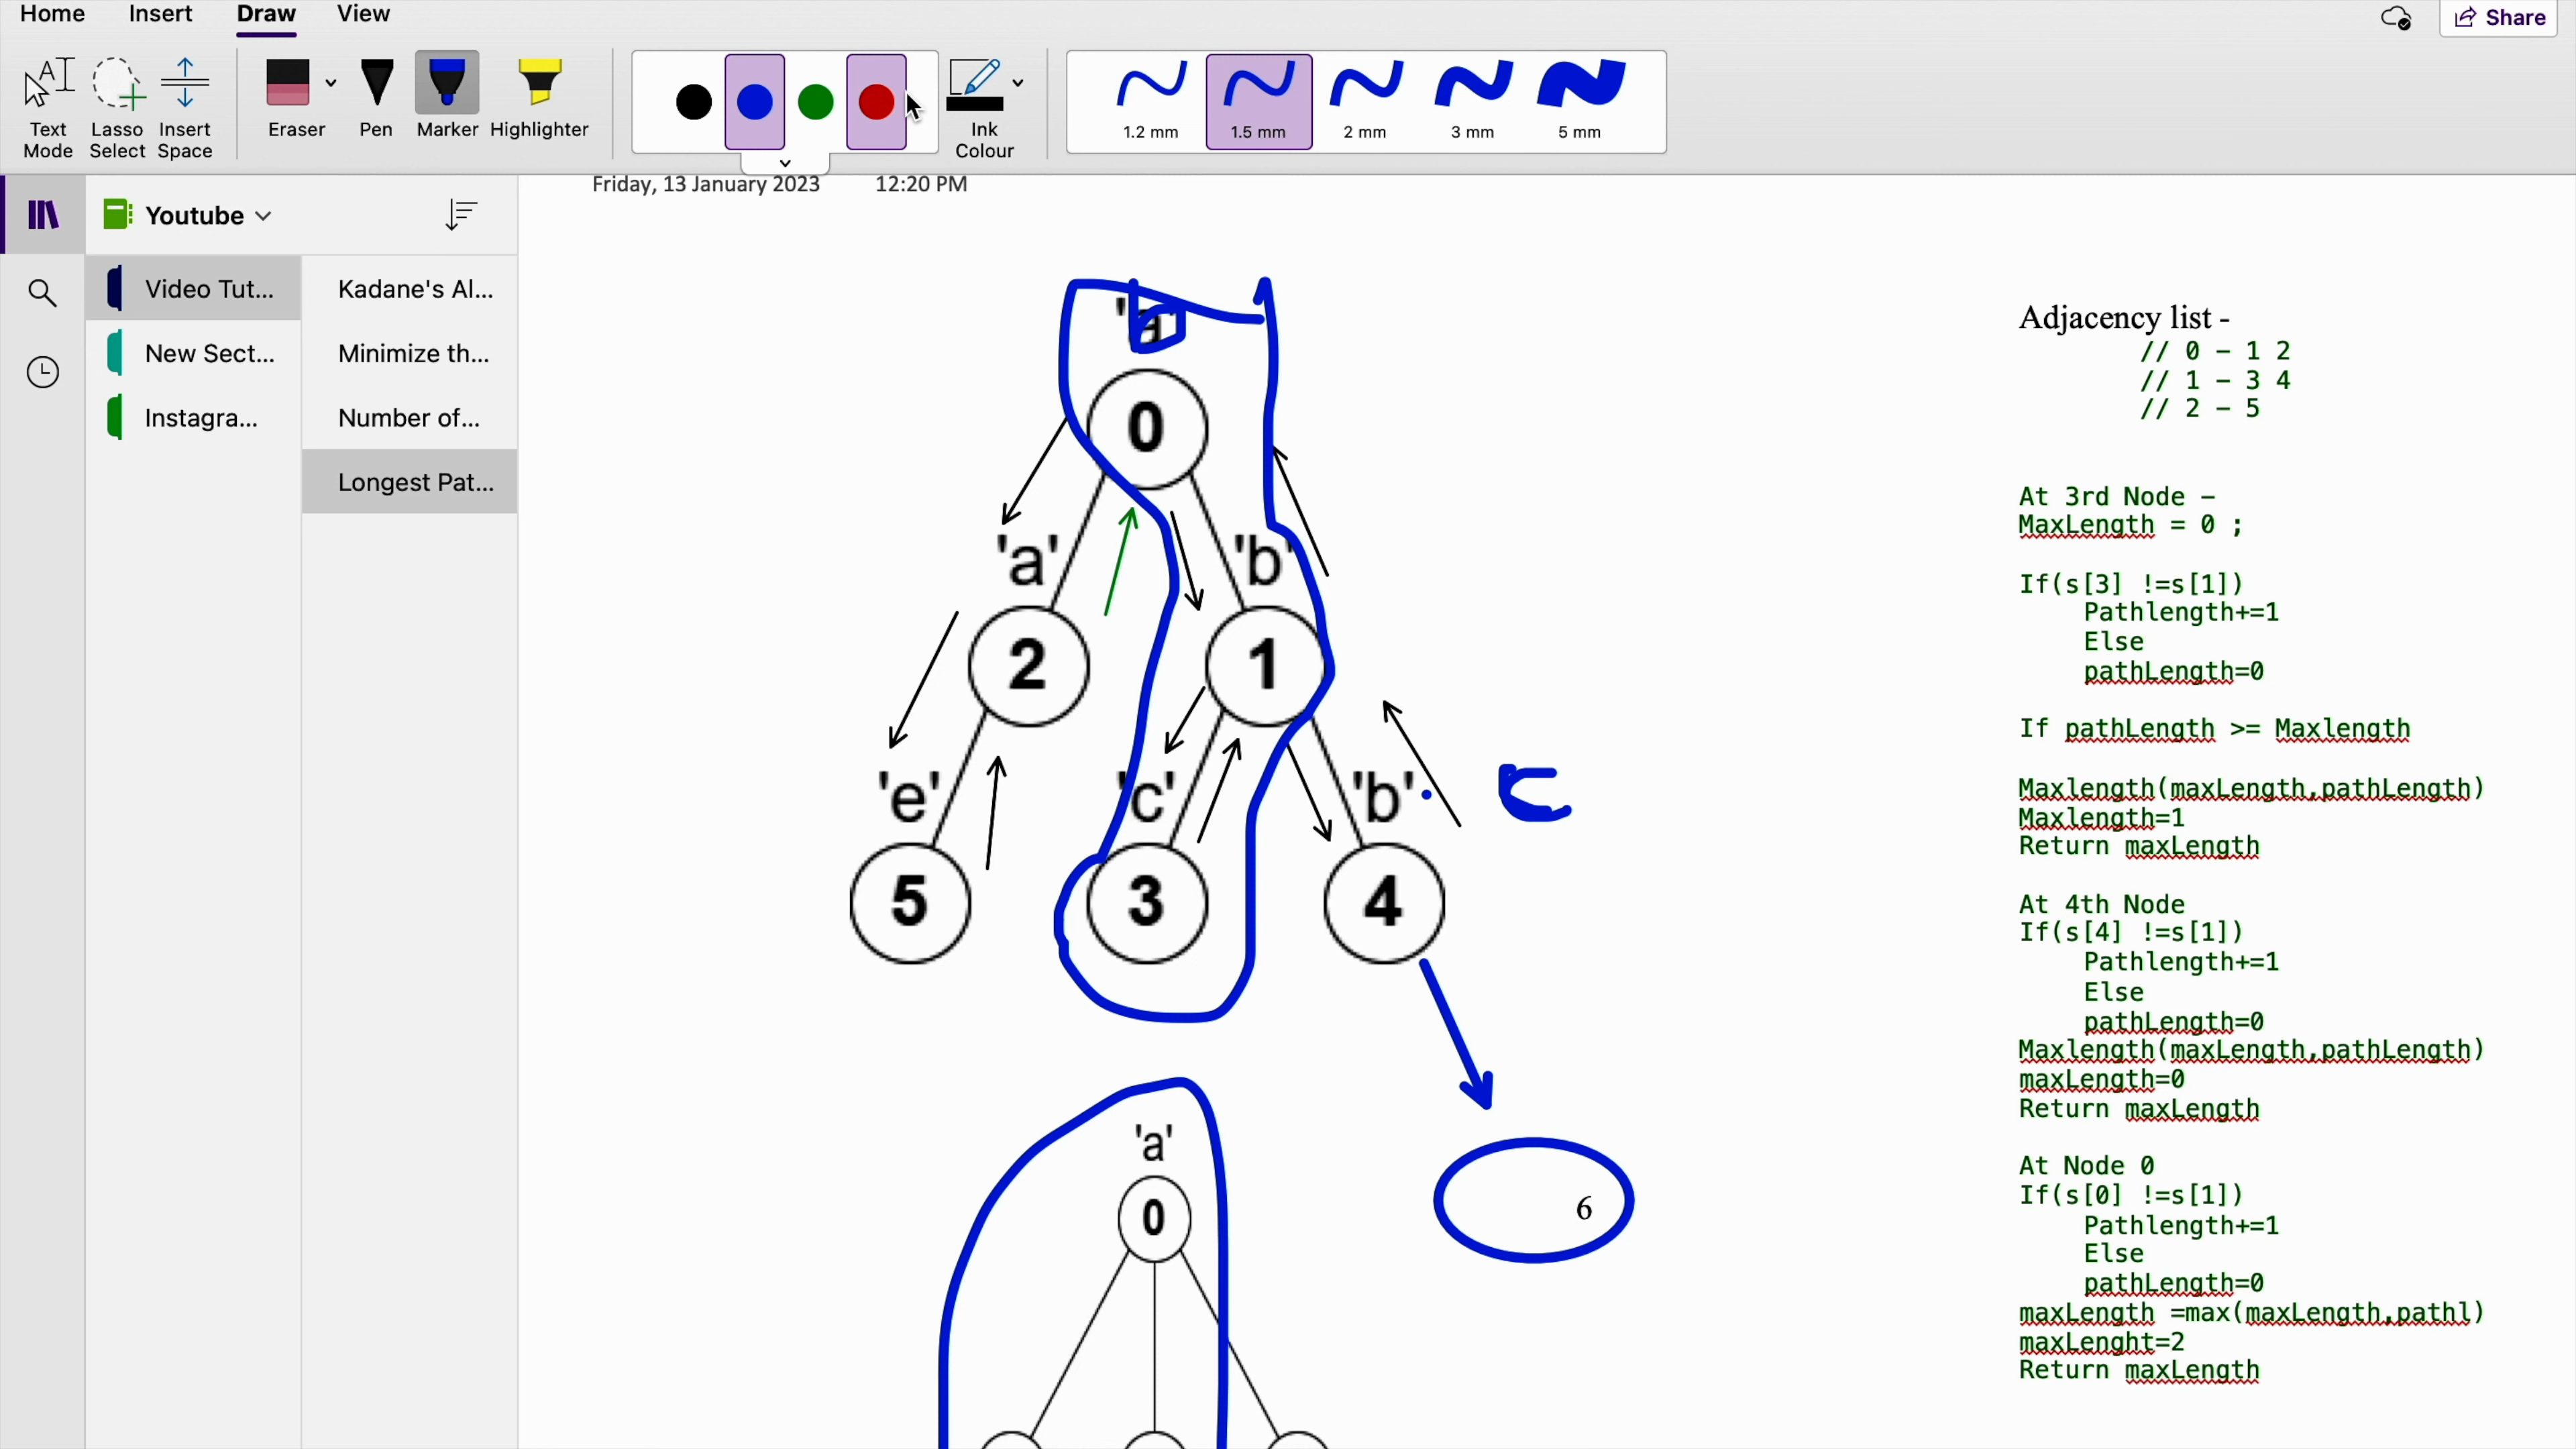 Home Insert Draw View
Share
Text Mode
Lasso Select
Insert Space
Eraser
Pen
Marker
Highlighter
Ink Colour
1.2 mm
1.5 mm
2 mm
3 mm
5 mm
Youtube
Video Tut...
New Sect...
Instagra...
Kadane's Al...
Minimize th...
Number of...
Longest Pat...
Friday, 13 January 2023 12:20 PM
'a'
0
'a' 'b'
2 1
'e' 'c' 'b'
5 3 4
6
'a'
0
Adjacency list -
// 0 – 1 2
// 1 – 3 4
// 2 – 5
At 3rd Node –
MaxLength = 0 ;
If(s[3] !=s[1])
Pathlength+=1
Else
pathLength=0
If pathLength >= Maxlength
Maxlength(maxLength,pathLength)
Maxlength=1
Return maxLength
At 4th Node
If(s[4] !=s[1])
Pathlength+=1
Else
pathLength=0
Maxlength(maxLength,pathLength)
maxLength=0
Return maxLength
At Node 0
If(s[0] !=s[1])
Pathlength+=1
Else
pathLength=0
maxLength =max(maxLength,pathl)
maxLenght=2
Return maxLength